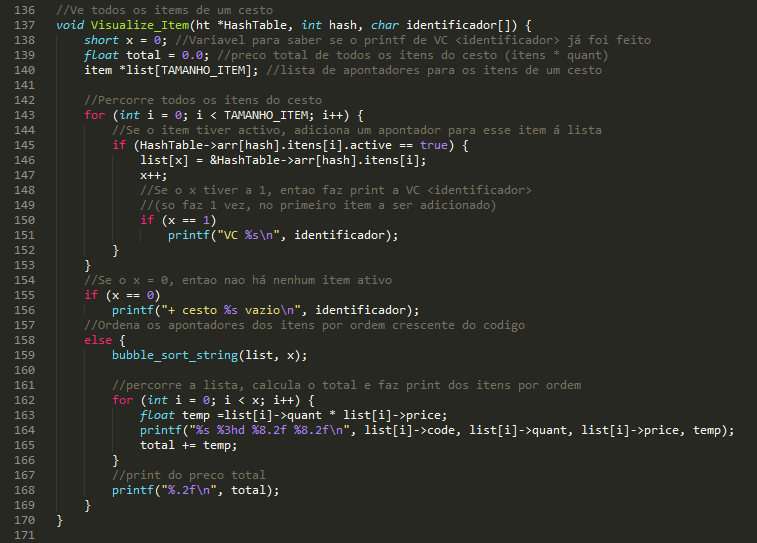 136 //Ve todos os items de um cesto
137 void Visualize_Item(ht *HashTable, int hash, char identificador[]) {
138     short x = 0; //Variavel para saber se o printf de VC <identificador> já foi feito
139     float total = 0.0; //preço total de todos os itens do cesto (itens * quant)
140     item *list[TAMANHO_ITEM]; //lista de apontadores para os itens de um cesto
141
142     //Percorre todos os itens do cesto
143     for (int i = 0; i < TAMANHO_ITEM; i++) {
144         //Se o item tiver activo, adiciona um apontador para esse item á lista
145         if (HashTable->arr[hash].itens[i].active == true) {
146             list[x] = &HashTable->arr[hash].itens[i];
147             x++;
148             //Se o x tiver a 1, entao faz print a VC <identificador>
149             //(so faz 1 vez, no primeiro item a ser adicionado)
150             if (x == 1)
151                 printf("VC %s\n", identificador);
152         }
153     }
154     //Se o x = 0, entao nao há nenhum item ativo
155     if (x == 0)
156         printf("+ cesto %s vazio\n", identificador);
157     //Ordena os apontadores dos itens por ordem crescente do codigo
158     else {
159         bubble_sort_string(list, x);
160
161         //percorre a lista, calcula o total e faz print dos itens por ordem
162         for (int i = 0; i < x; i++) {
163             float temp =list[i]->quant * list[i]->price;
164             printf("%s %3hd %8.2f %8.2f\n", list[i]->code, list[i]->quant, list[i]->price, temp);
165             total += temp;
166         }
167         //print do preco total
168         printf("%.2f\n", total);
169     }
170 }
171